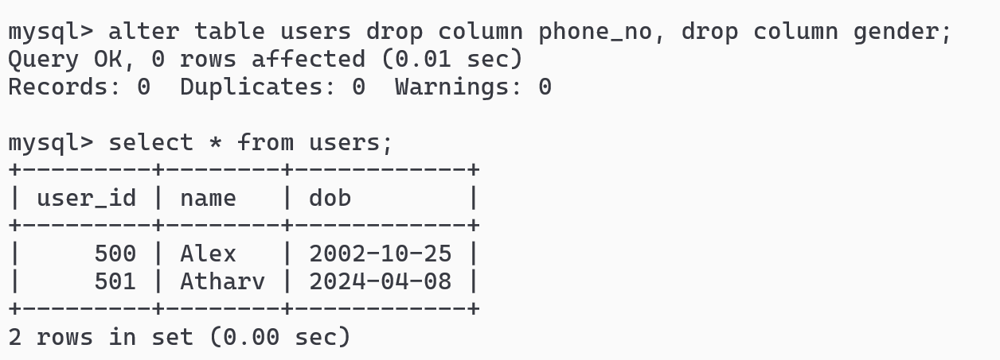 mysql> alter table users drop column phone_no, drop column gender;
Query OK, 0 rows affected (0.01 sec)
Records: 0  Duplicates: 0  Warnings: 0

mysql> select * from users;
+---------+--------+------------+
| user_id | name   | dob        |
+---------+--------+------------+
|     500 | Alex   | 2002-10-25 |
|     501 | Atharv | 2024-04-08 |
+---------+--------+------------+
2 rows in set (0.00 sec)